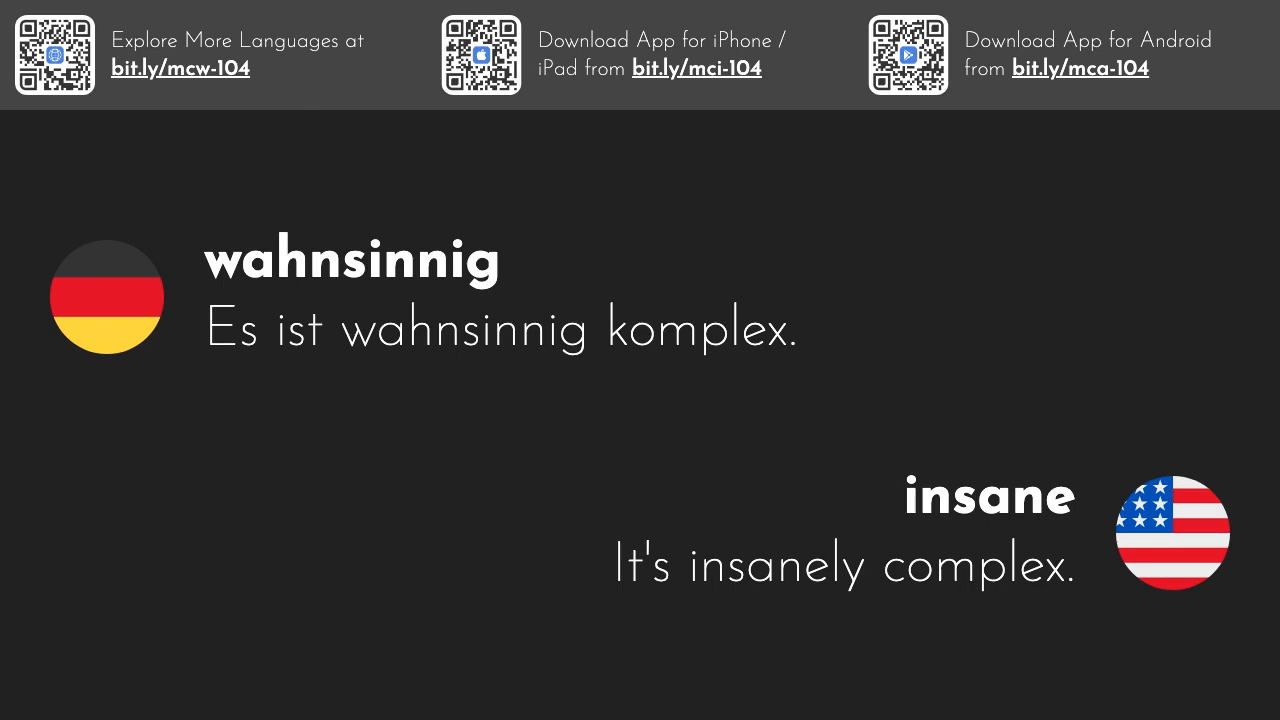 Explore More Languages at
bit.ly/mcw-104
Download App for iPhone /
iPad from bit.ly/mci-104
Download App for Android
from bit.ly/mca-104
wahnsinnig
Es ist wahnsinnig komplex.
insane
It's insanely complex.